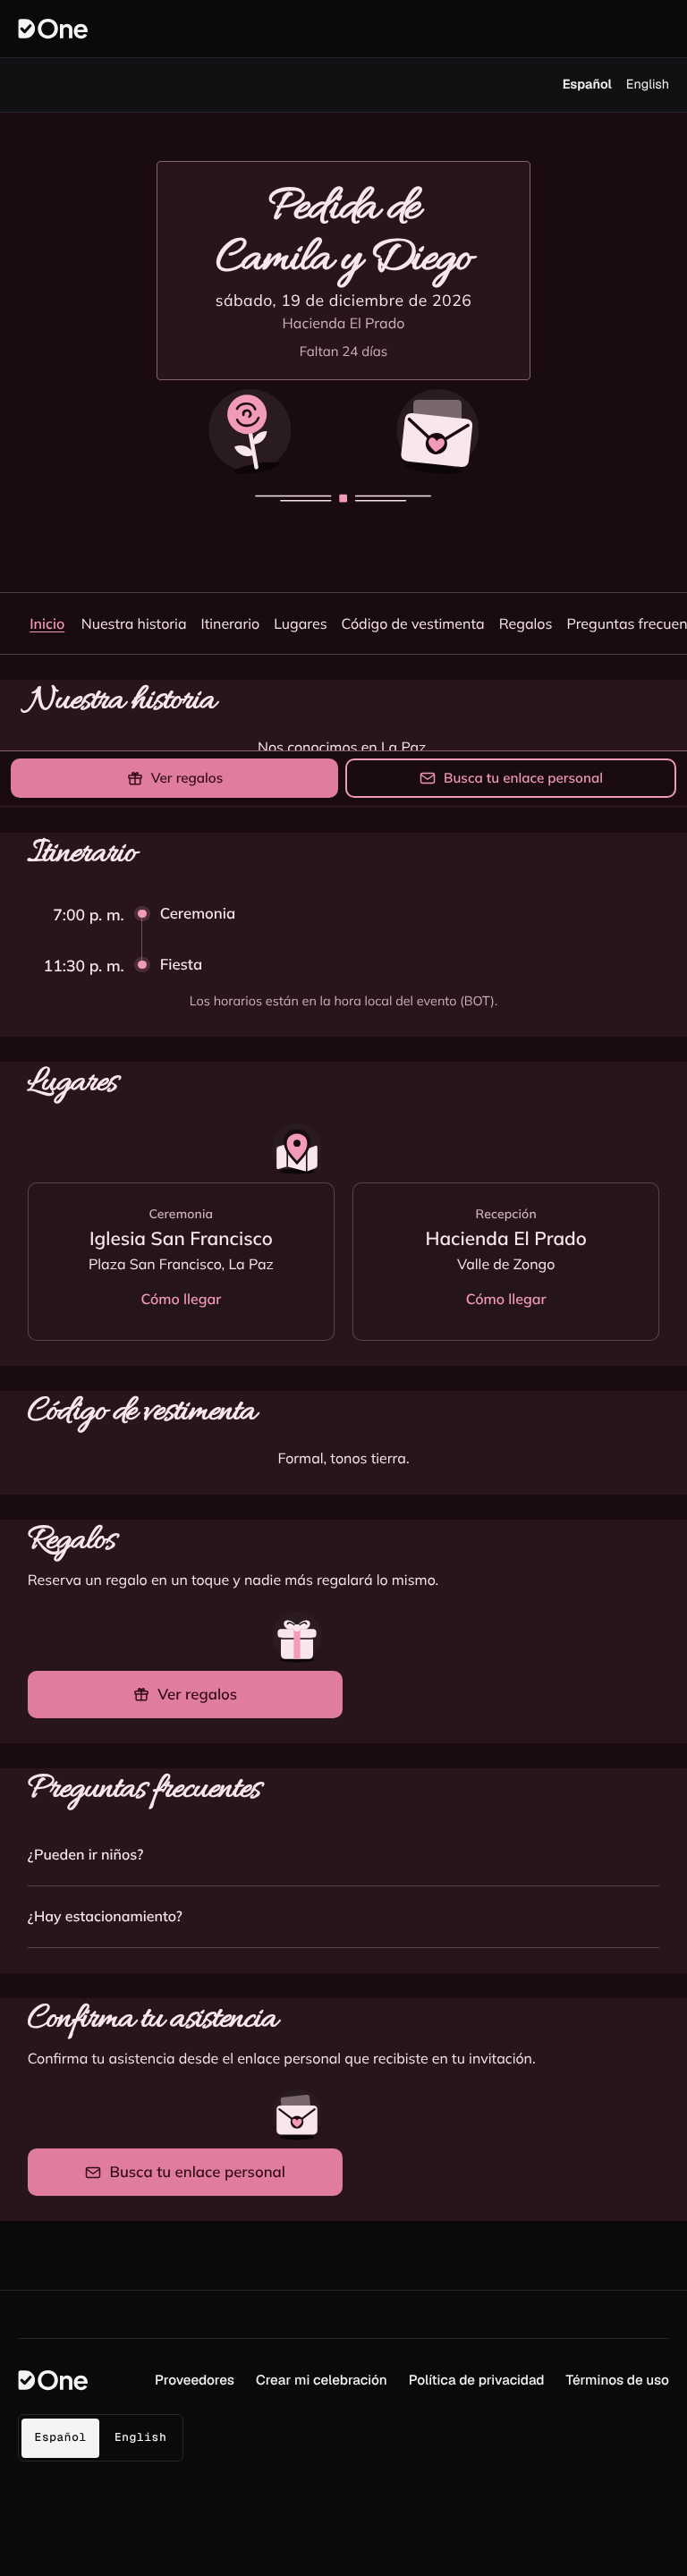 DOne
Español English
Pedida de
Camila y Diego
sábado, 19 de diciembre de 2026
Hacienda El Prado
Faltan 24 días
Inicio Nuestra historia Itinerario Lugares Código de vestimenta Regalos Preguntas frecuen
Nuestra historia
Nos conocimos en La Paz
Ver regalos Busca tu enlace personal
Itinerario
7:00 p. m. Ceremonia
11:30 p. m. Fiesta
Los horarios están en la hora local del evento (BOT).
Lugares
Ceremonia
Iglesia San Francisco
Plaza San Francisco, La Paz
Cómo llegar
Recepción
Hacienda El Prado
Valle de Zongo
Cómo llegar
Código de vestimenta
Formal, tonos tierra.
Regalos
Reserva un regalo en un toque y nadie más regalará lo mismo.
Ver regalos
Preguntas frecuentes
¿Pueden ir niños?
¿Hay estacionamiento?
Confirma tu asistencia
Confirma tu asistencia desde el enlace personal que recibiste en tu invitación.
Busca tu enlace personal
DOne Proveedores Crear mi celebración Política de privacidad Términos de uso
Español English